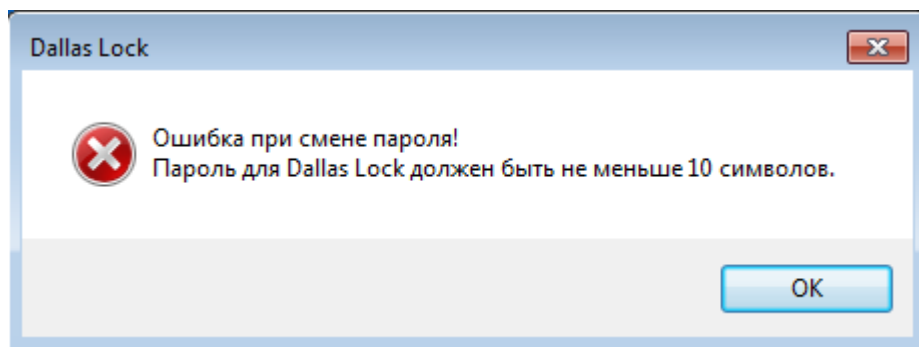 Dallas Lock
Ошибка при смене пароля!
Пароль для Dallas Lock должен быть не меньше 10 символов.
OK